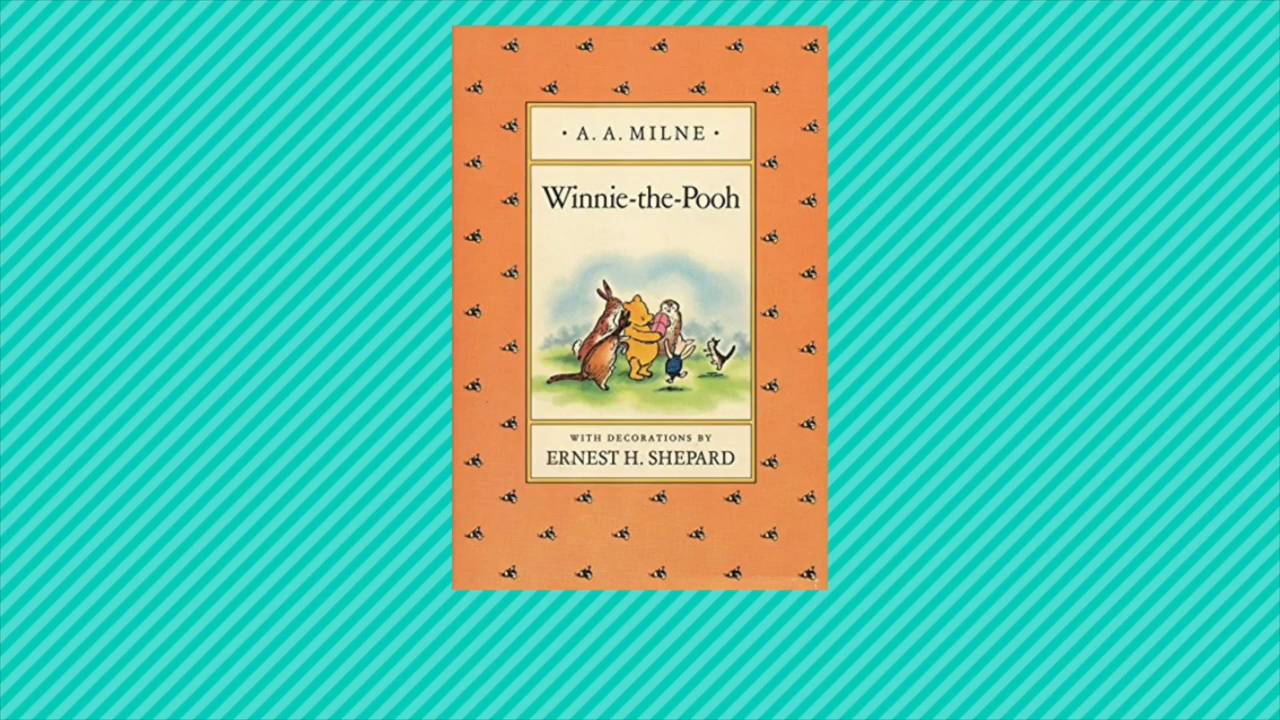 · A. A. MILNE ·
Winnie-the-Pooh
WITH DECORATIONS BY
ERNEST H. SHEPARD